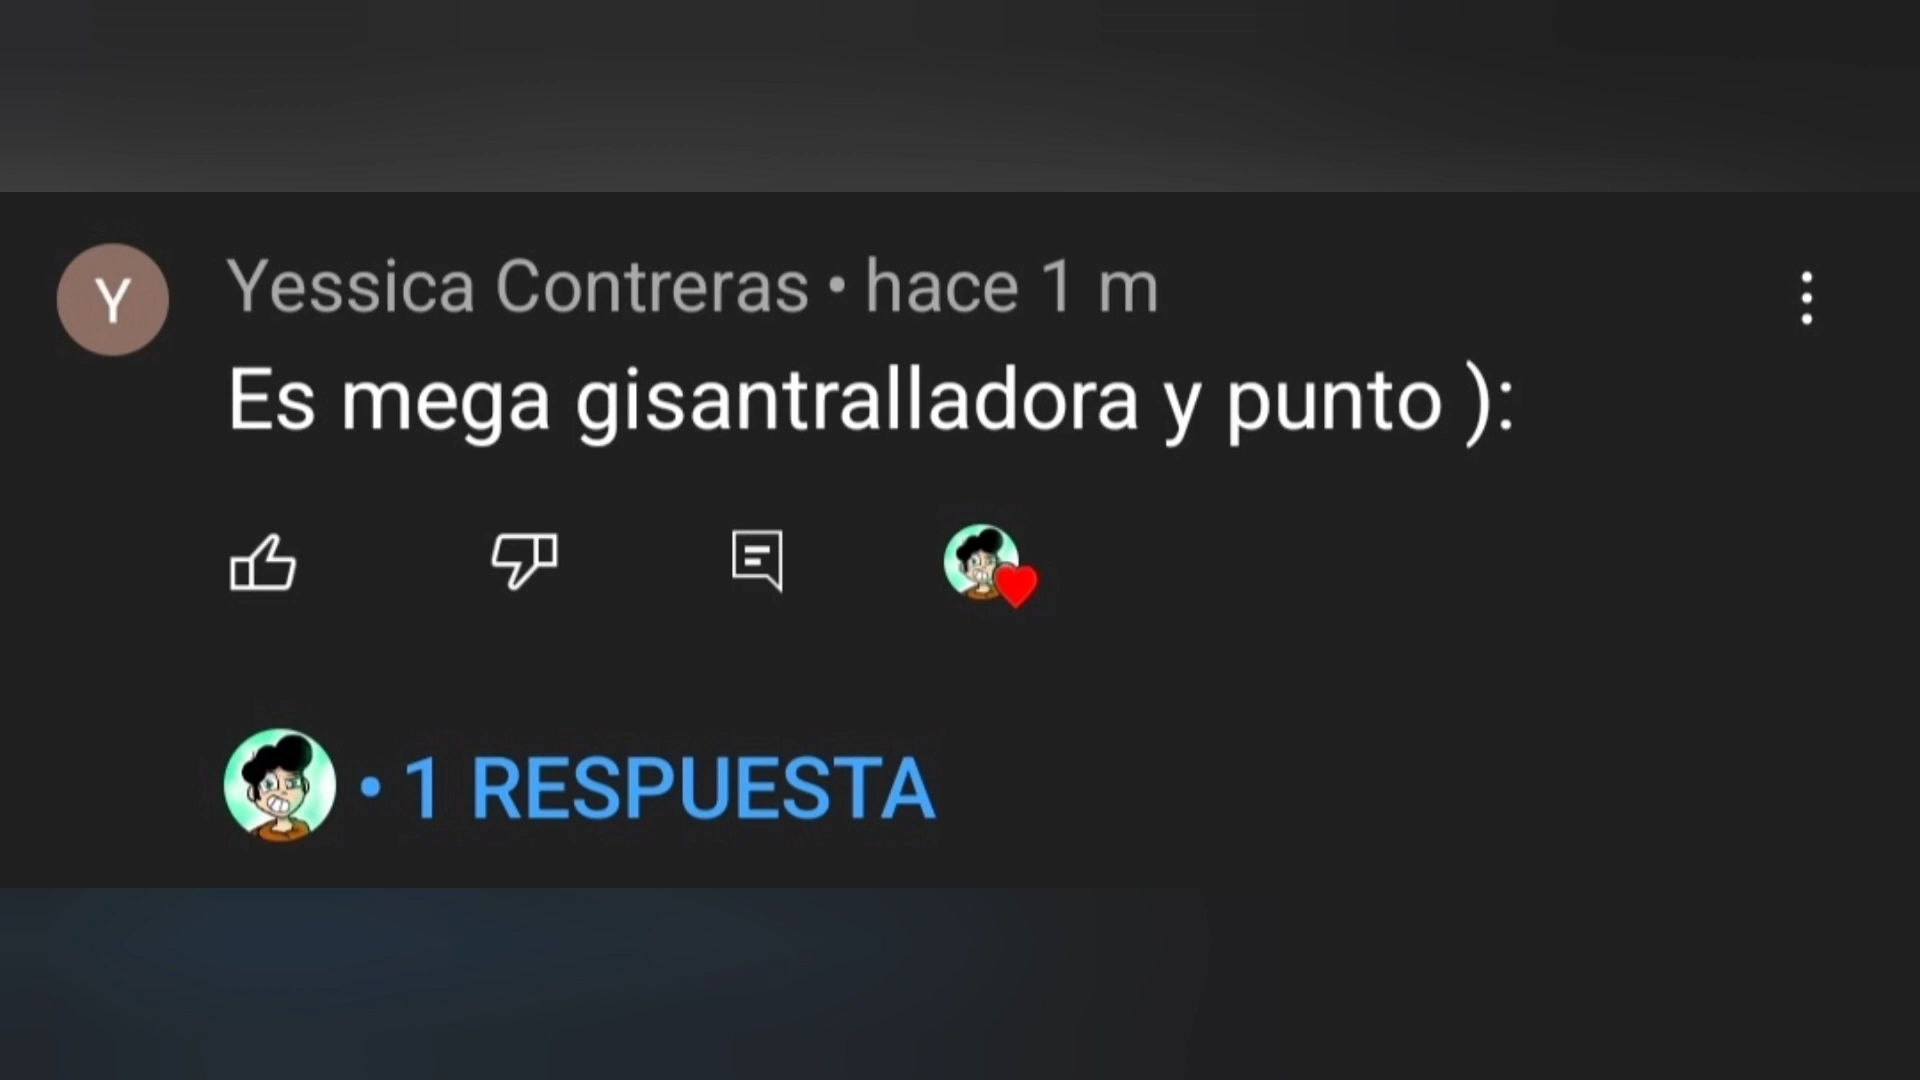 Y
Yessica Contreras • hace 1 m
Es mega gisantralladora y punto ):
• 1 RESPUESTA